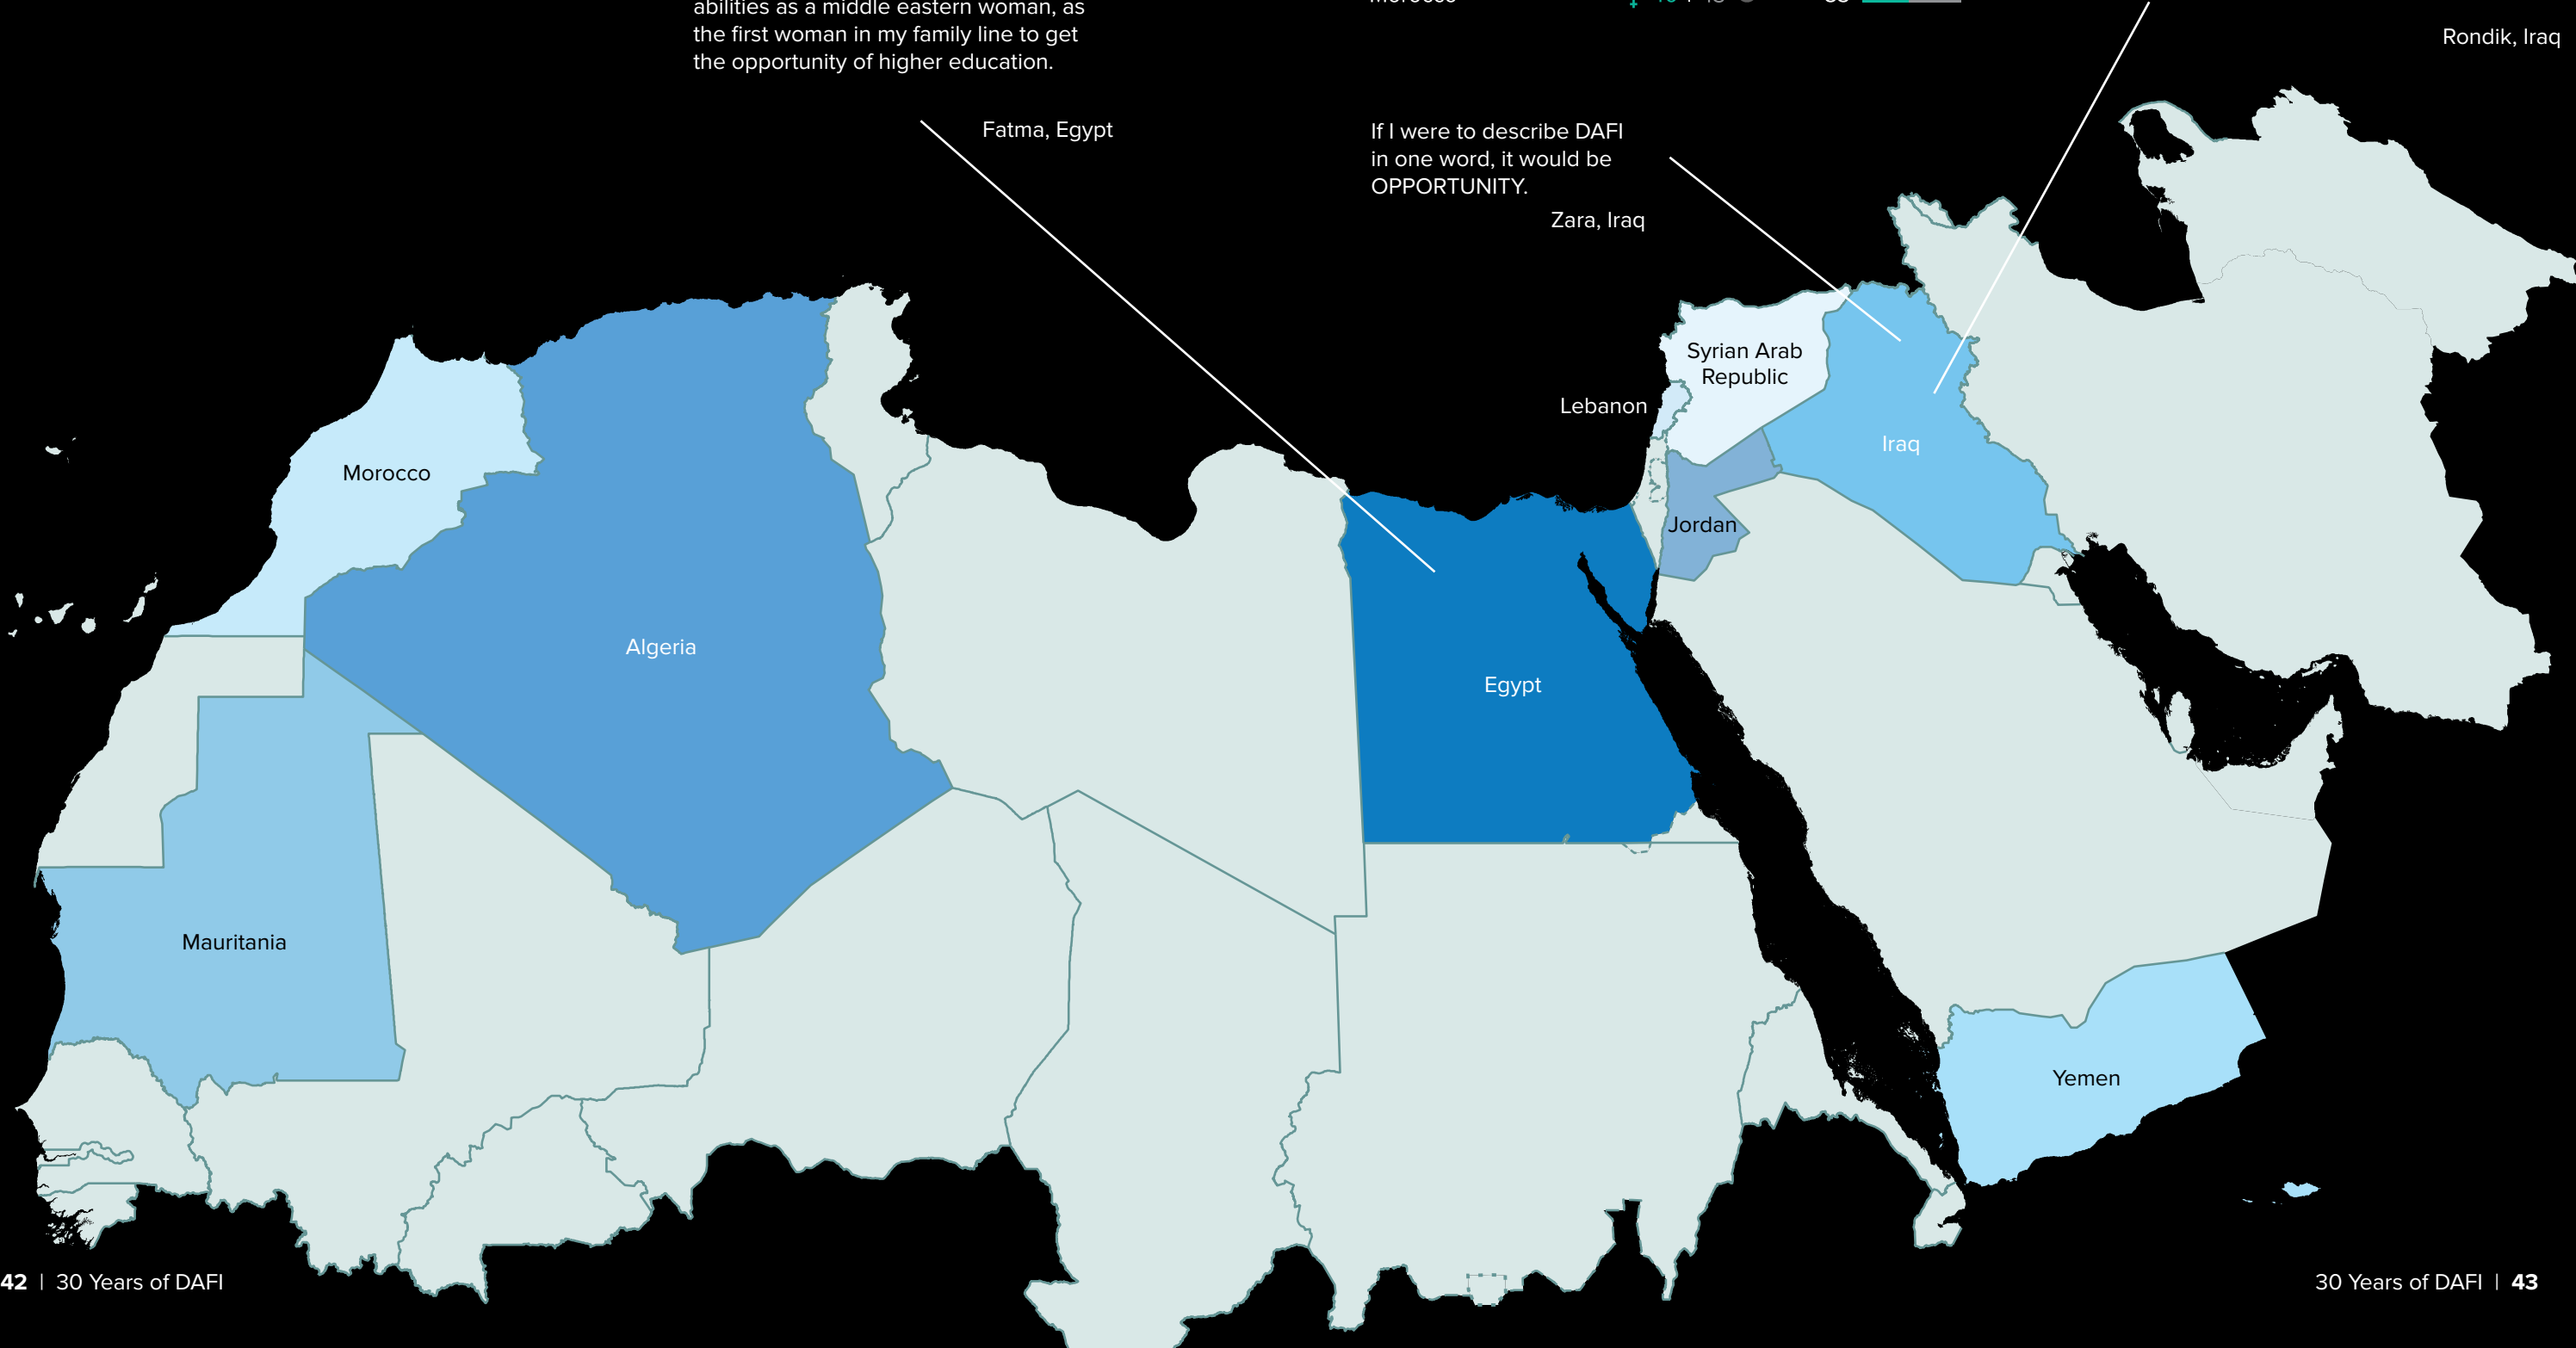 abilities as a middle eastern woman, as
the first woman in my family line to get
the opportunity of higher education.
Fatma, Egypt
Rondik, Iraq
If I were to describe DAFI
in one word, it would be
OPPORTUNITY.
Zara, Iraq
Syrian Arab
Republic
Lebanon
Iraq
Morocco
Jordan
Algeria
Egypt
Mauritania
Yemen
42 | 30 Years of DAFI
30 Years of DAFI | 43